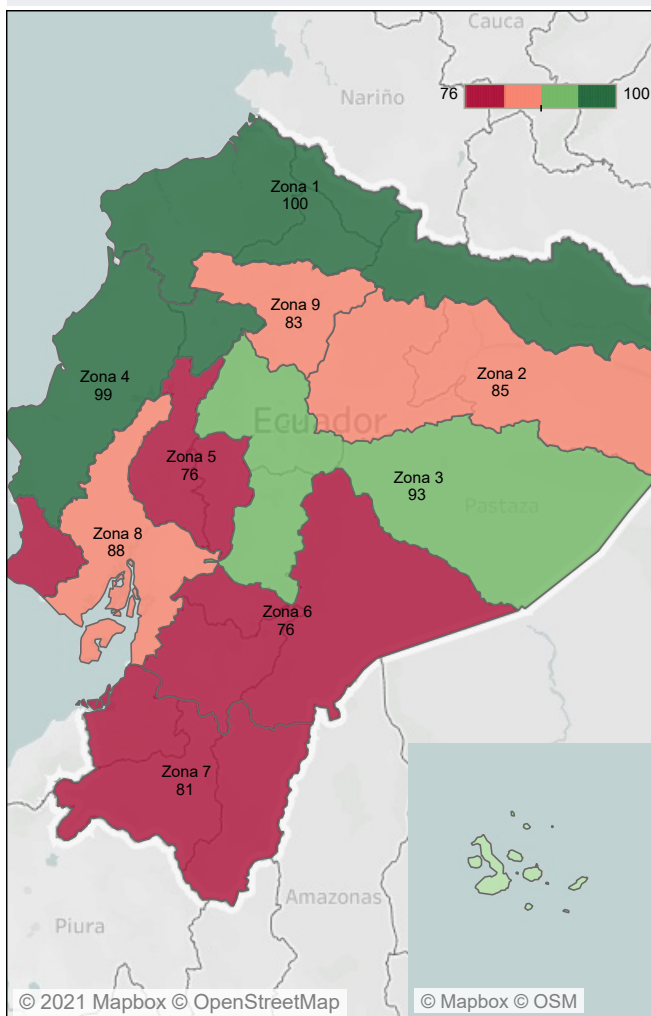 Cauca
76
100
Nariño
Zona 1
100
Zona 9
83
Zona 4
99
Zona 2
85
Ecuador
Zona 5
76
Zona 3
93
Pastaza
Zona 8
88
Zona 6
76
Zona 7
81
Amazonas
Piura
© 2021 Mapbox © OpenStreetMap
© Mapbox © OSM